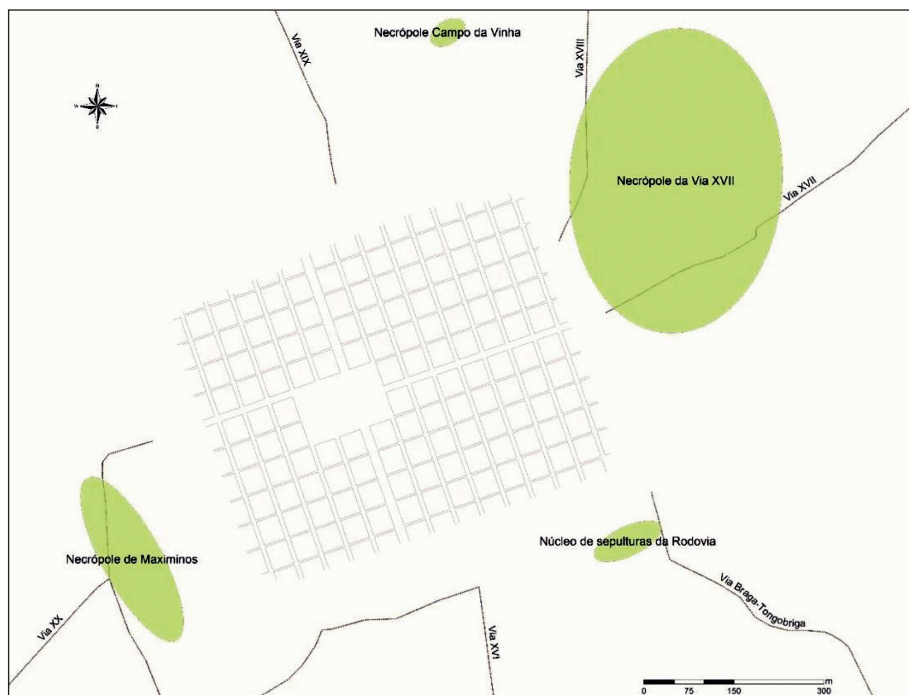 Necrópole Campo da Vinha
Via XIX
Via XVIII
N
Necrópole da Via XVII
Via XVII
Núcleo de sepulturas da Rodovia
Necrópole de Maximinos
Via XX
Via XVI
Via Braga-Tongobriga
m
0 75 150 300